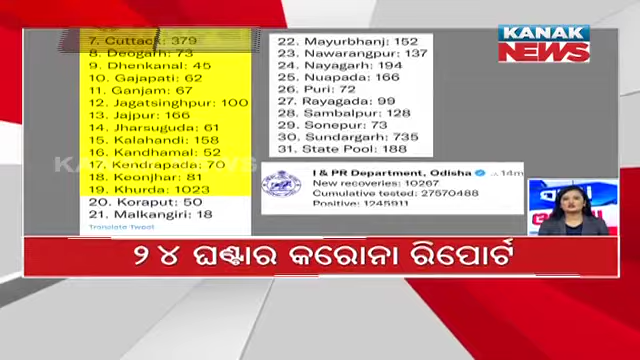 7. Cuttack: 379
8. Deogarh: 73
9. Dhenkanal: 45
10. Gajapati: 62
11. Ganjam: 67
12. Jagatsinghpur: 100
13. Jajpur: 166
14. Jharsuguda: 61
15. Kalahandi: 158
16. Kandhamal: 52
17. Kendrapada: 70
18. Keonjhar: 81
19. Khurda: 1023
20. Koraput: 50
21. Malkangiri: 18
Translate Tweet
22. Mayurbhanj: 152
23. Nawarangpur: 137
24. Nayagarh: 194
25. Nuapada: 166
26. Puri: 72
27. Rayagada: 99
28. Sambalpur: 128
29. Sonepur: 73
30. Sundargarh: 735
31. State Pool: 188
I & PR Department, Odisha 14m
New recoveries: 10267
Cumulative tested: 27570488
Positive: 1245911
KANAK
NEWS
KANAK NEWS
୨୪ ଘଣ୍ଟାର କରୋନା ରିପୋର୍ଟ